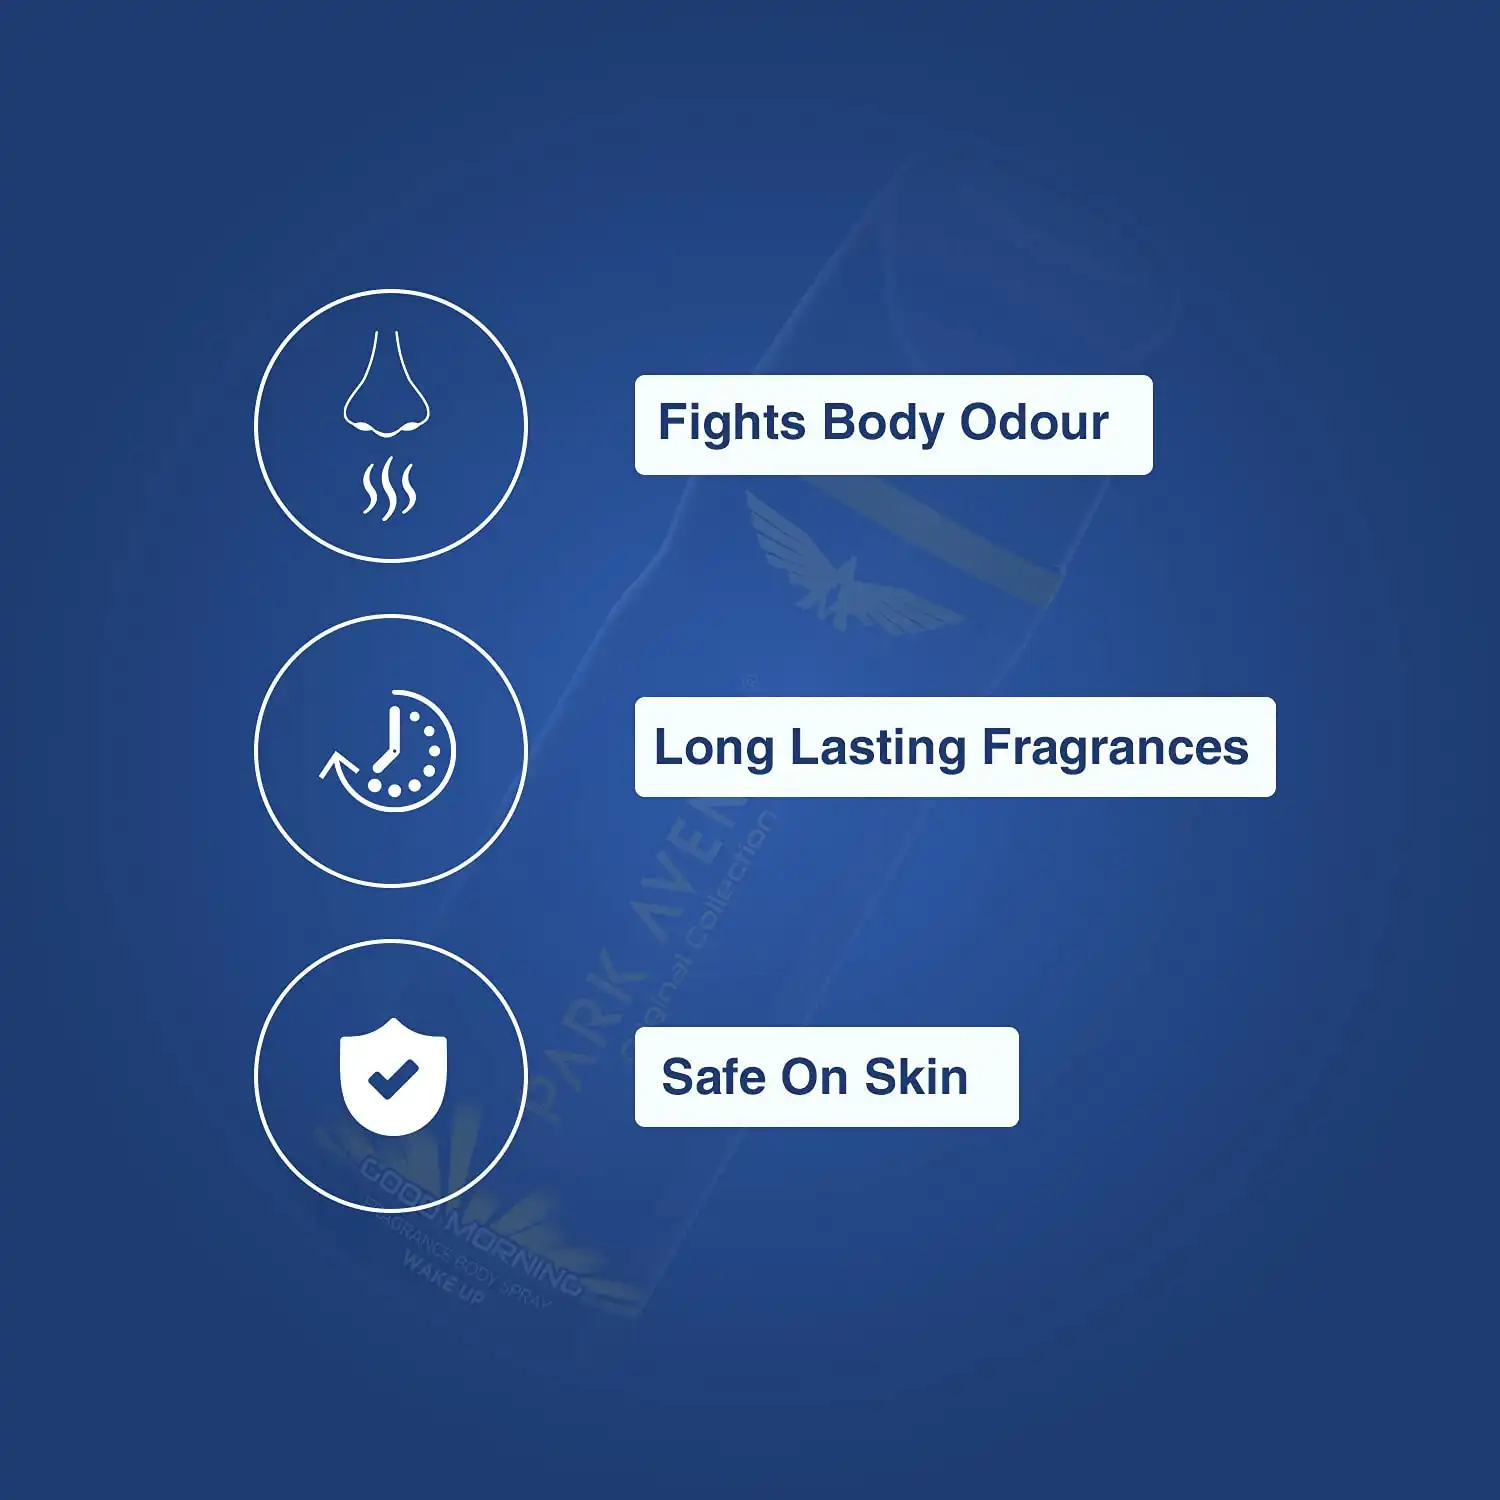 Fights Body Odour
®
Long Lasting Fragrances
PARK AVEN
Original Collection
Safe On Skin
GOOD MORNING
FRAGRANCE BODY SPRAY
WAKE UP